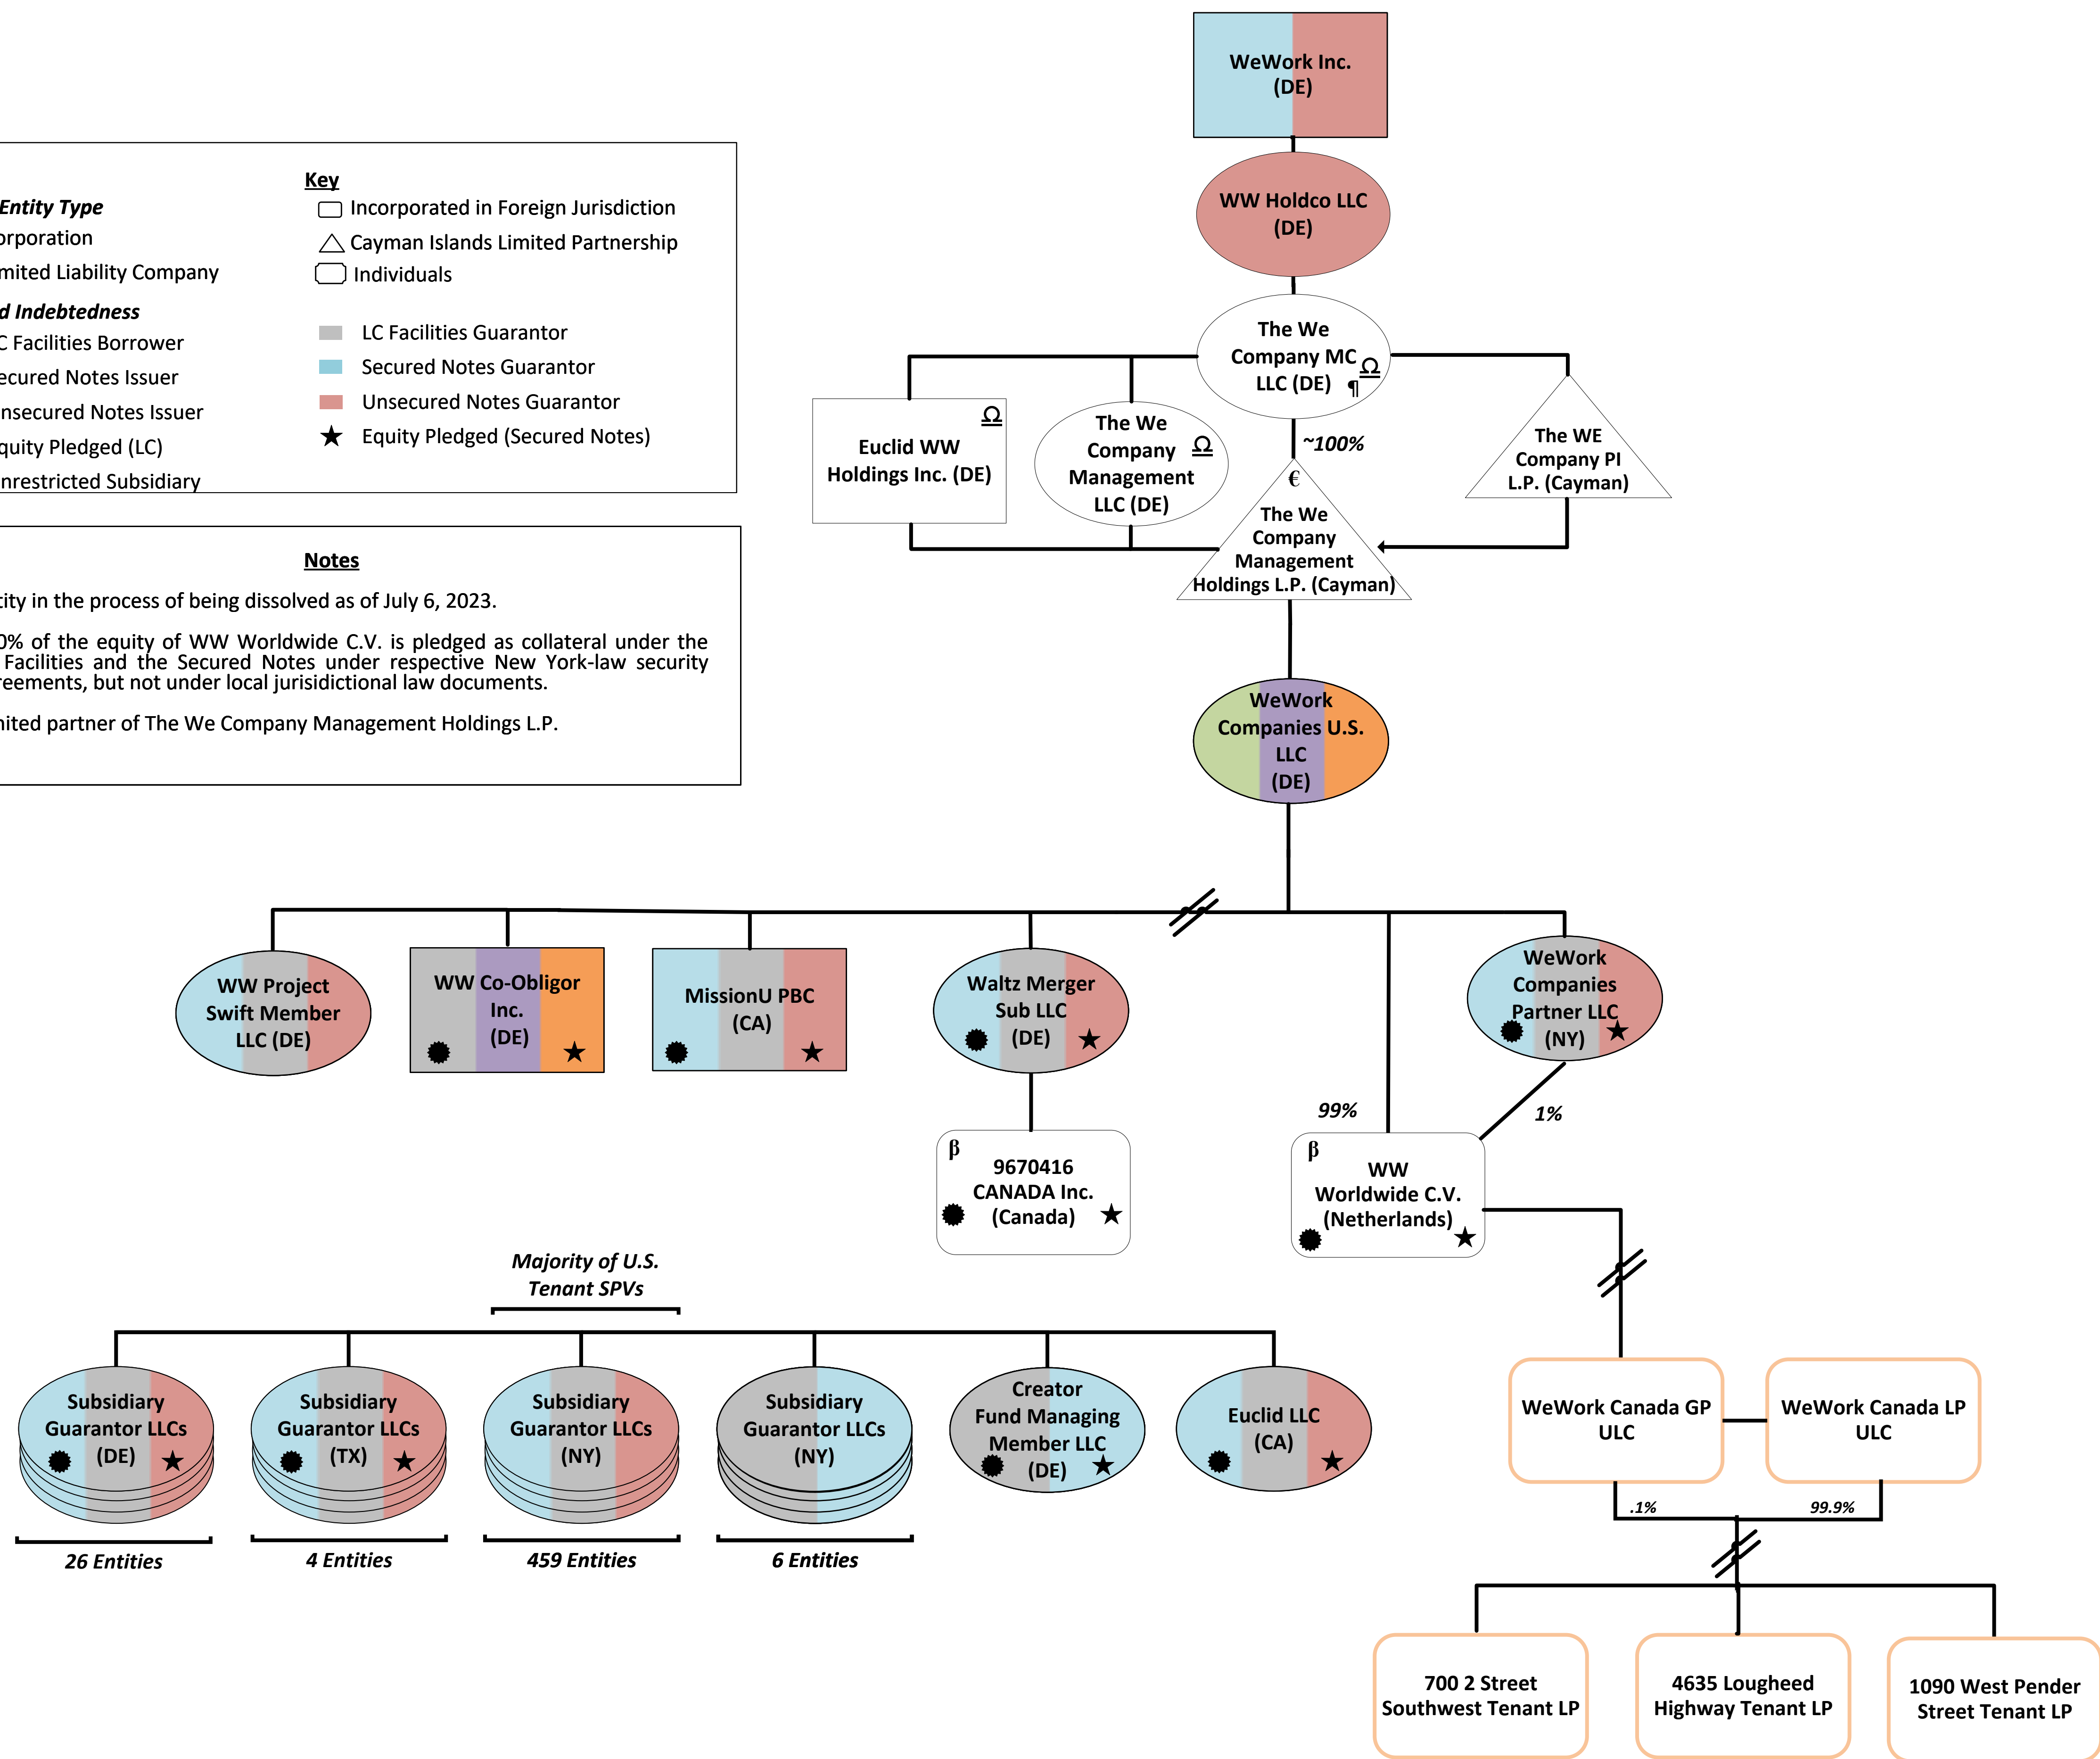 WeWork Inc.
(DE)
WW Holdco LLC
(DE)
Key
Entity Type
orporation
mited Liability Company
d Indebtedness
C Facilities Borrower
ecured Notes Issuer
nsecured Notes Issuer
quity Pledged (LC)
nrestricted Subsidiary
Incorporated in Foreign Jurisdiction
Cayman Islands Limited Partnership
Individuals
LC Facilities Guarantor
Secured Notes Guarantor
Unsecured Notes Guarantor
Equity Pledged (Secured Notes)
Notes
tity in the process of being dissolved as of July 6, 2023.
0% of the equity of WW Worldwide C.V. is pledged as collateral under the
Facilities and the Secured Notes under respective New York-law security
reements, but not under local jurisidictional law documents.
mited partner of The We Company Management Holdings L.P.
The We
Company MC
LLC (DE) ¶ Ω
Ω
Euclid WW
Holdings Inc. (DE)
The We
Company Ω
Management
LLC (DE)
~100%
€
The We
Company
Management
Holdings L.P. (Cayman)
The WE
Company PI
L.P. (Cayman)
WeWork
Companies U.S.
LLC
(DE)
WW Project
Swift Member
LLC (DE)
WW Co-Obligor
Inc.
(DE)
MissionU PBC
(CA)
Waltz Merger
Sub LLC
(DE)
WeWork
Companies
Partner LLC
(NY)
99%
1%
β
9670416
CANADA Inc.
(Canada)
β
WW
Worldwide C.V.
(Netherlands)
Majority of U.S.
Tenant SPVs
Subsidiary
Guarantor LLCs
(DE)
26 Entities
Subsidiary
Guarantor LLCs
(TX)
4 Entities
Subsidiary
Guarantor LLCs
(NY)
459 Entities
Subsidiary
Guarantor LLCs
(NY)
6 Entities
Creator
Fund Managing
Member LLC
(DE)
Euclid LLC
(CA)
WeWork Canada GP
ULC
WeWork Canada LP
ULC
.1%
99.9%
700 2 Street
Southwest Tenant LP
4635 Lougheed
Highway Tenant LP
1090 West Pender
Street Tenant LP